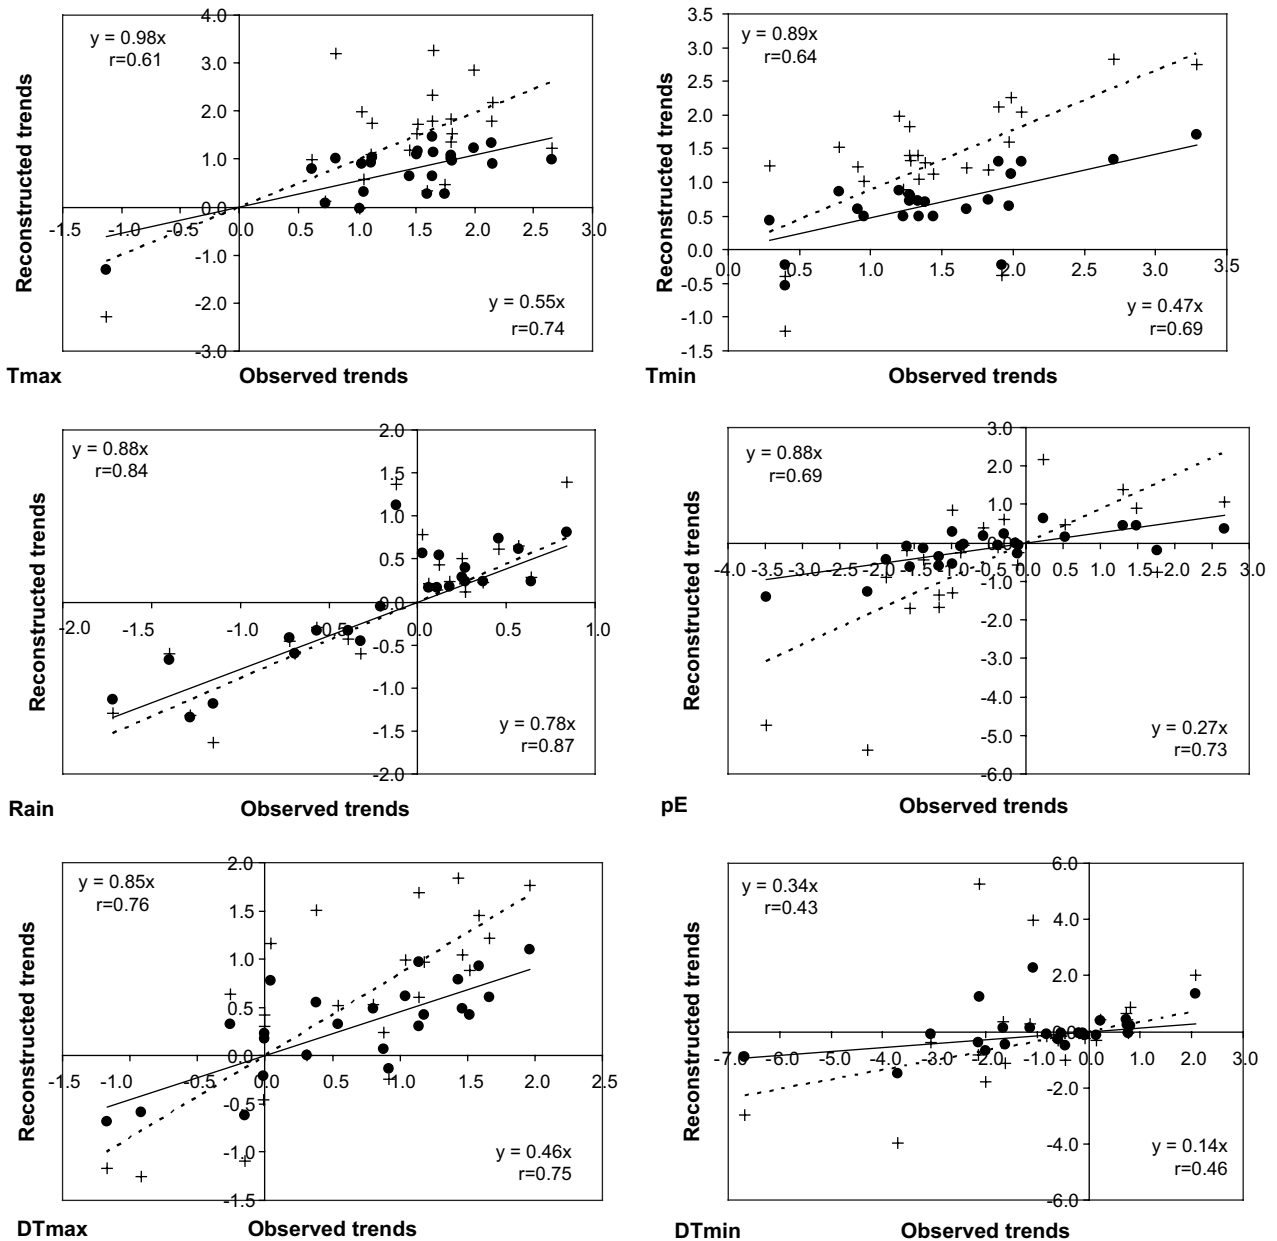 4.0
y = 0.98x
r=0.61
3.0
2.0
1.0
0.0
-1.5
-1.0
-0.5
0.0
0.5
1.0
1.5
2.0
2.5
3.0
-1.0
-2.0
-3.0
y = 0.55x
r=0.74
Reconstructed trends
Tmax
Observed trends
3.5
y = 0.89x
r=0.64
3.0
2.5
2.0
1.5
1.0
0.5
0.0
0.0
0.5
1.0
1.5
2.0
2.5
3.0
3.5
-0.5
-1.0
-1.5
y = 0.47x
r=0.69
Reconstructed trends
Tmin
Observed trends
2.0
y = 0.88x
r=0.84
1.5
1.0
0.5
0.0
-2.0
-1.5
-1.0
-0.5
0.0
0.5
1.0
-0.5
-1.0
-1.5
-2.0
y = 0.78x
r=0.87
Reconstructed trends
Rain
Observed trends
3.0
y = 0.88x
r=0.69
2.0
1.0
0.0
-4.0
-3.5
-3.0
-2.5
-2.0
-1.5
-1.0
-0.5
0.0
0.5
1.0
1.5
2.0
2.5
3.0
-1.0
-2.0
-3.0
-4.0
-5.0
-6.0
y = 0.27x
r=0.73
Reconstructed trends
pE
Observed trends
2.0
y = 0.85x
r=0.76
1.5
1.0
0.5
0.0
-1.5
-1.0
-0.5
0.0
0.5
1.0
1.5
2.0
2.5
-0.5
-1.0
-1.5
y = 0.46x
r=0.75
Reconstructed trends
DTmax
Observed trends
6.0
y = 0.34x
r=0.43
4.0
2.0
0.0
-7.0
-6.0
-5.0
-4.0
-3.0
-2.0
-1.0
0.0
1.0
2.0
3.0
-2.0
-4.0
-6.0
y = 0.14x
r=0.46
Reconstructed trends
DTmin
Observed trends